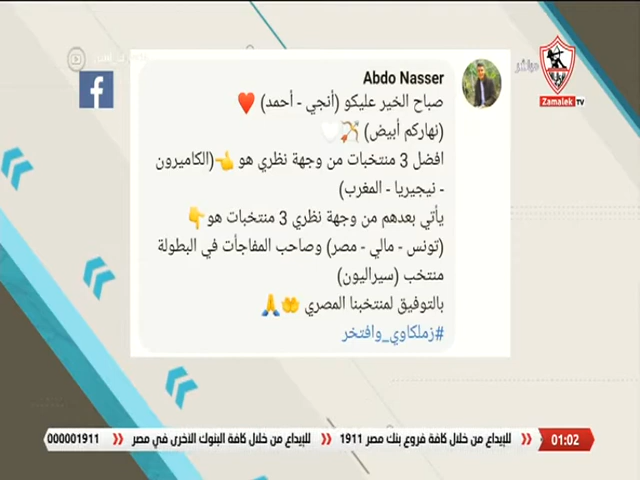 مباشر
Zamalek TV
Abdo Nasser
صباح الخير عليكو (أنجي - أحمد) ❤️
(نهاركم أبيض) 🏹🤍
افضل 3 منتخبات من وجهة نظري هو 👈(الكاميرون
- نيجيريا - المغرب)
يأتي بعدهم من وجهة نظري 3 منتخبات هو👇
(تونس - مالي - مصر) وصاحب المفاجأت في البطولة
منتخب (سيراليون)
بالتوفيق لمنتخبنا المصري 🤲🙏
#زملكاوي_وافتخر
01:02 للإيداع من خلال كافة فروع بنك مصر 1911 للإيداع من خلال كافة البنوك الاخرى في مصر 000001911